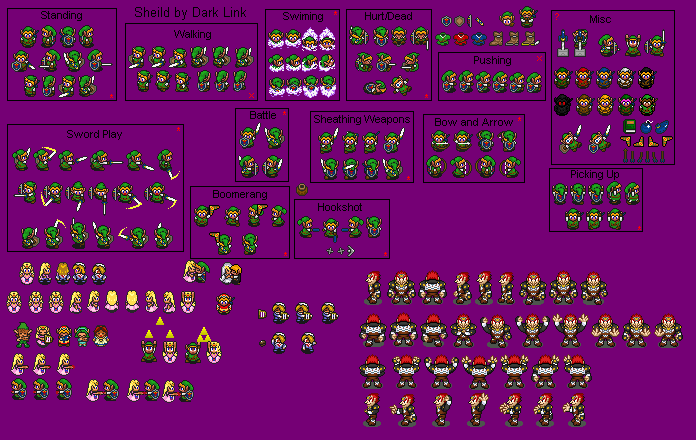 Standing
Sheild by Dark Link
Walking
Swiming
Hurt/Dead
Misc
Pushing
Battle
Sheathing Weapons
Bow and Arrow
Sword Play
Picking Up
Boomerang
Hookshot